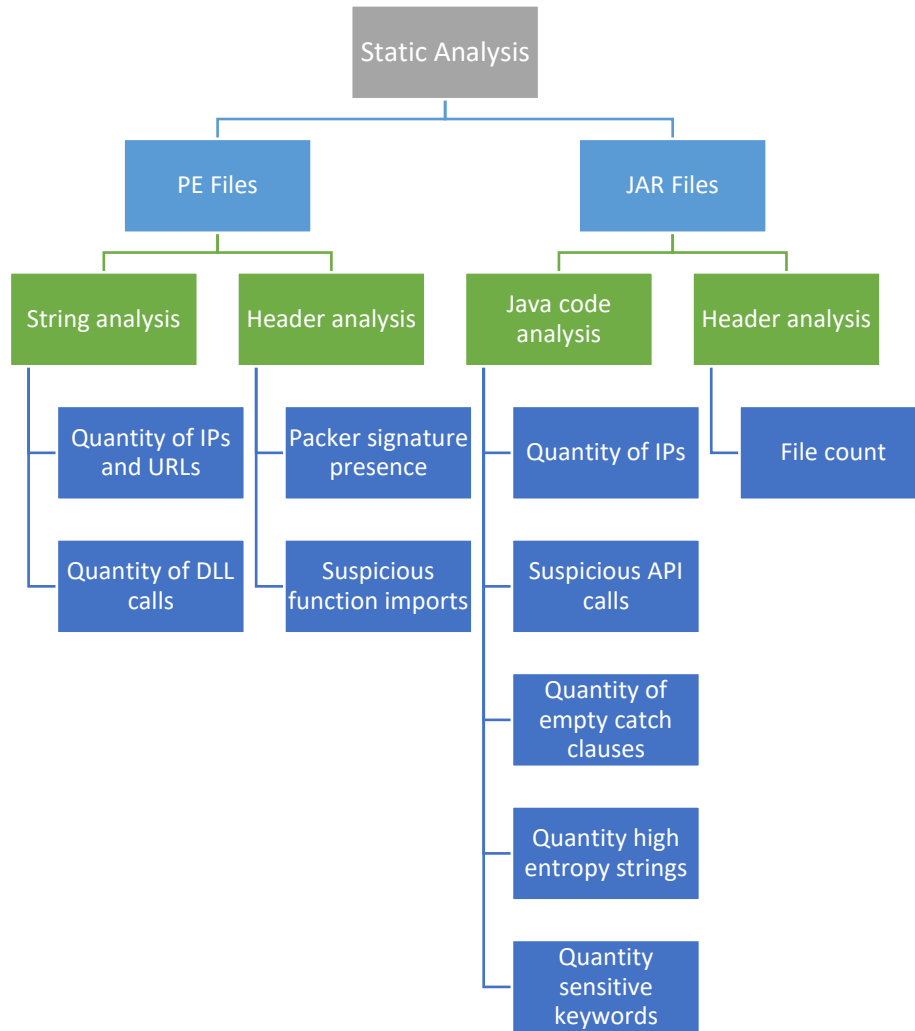 Static Analysis
PE Files
JAR Files
String analysis
Header analysis
Java code
analysis
Header analysis
Quantity of IPs
and URLs
Packer signature
presence
Quantity of IPs
File count
Quantity of DLL
calls
Suspicious
function imports
Suspicious API
calls
Quantity of
empty catch
clauses
Quantity high
entropy strings
Quantity
sensitive
keywords